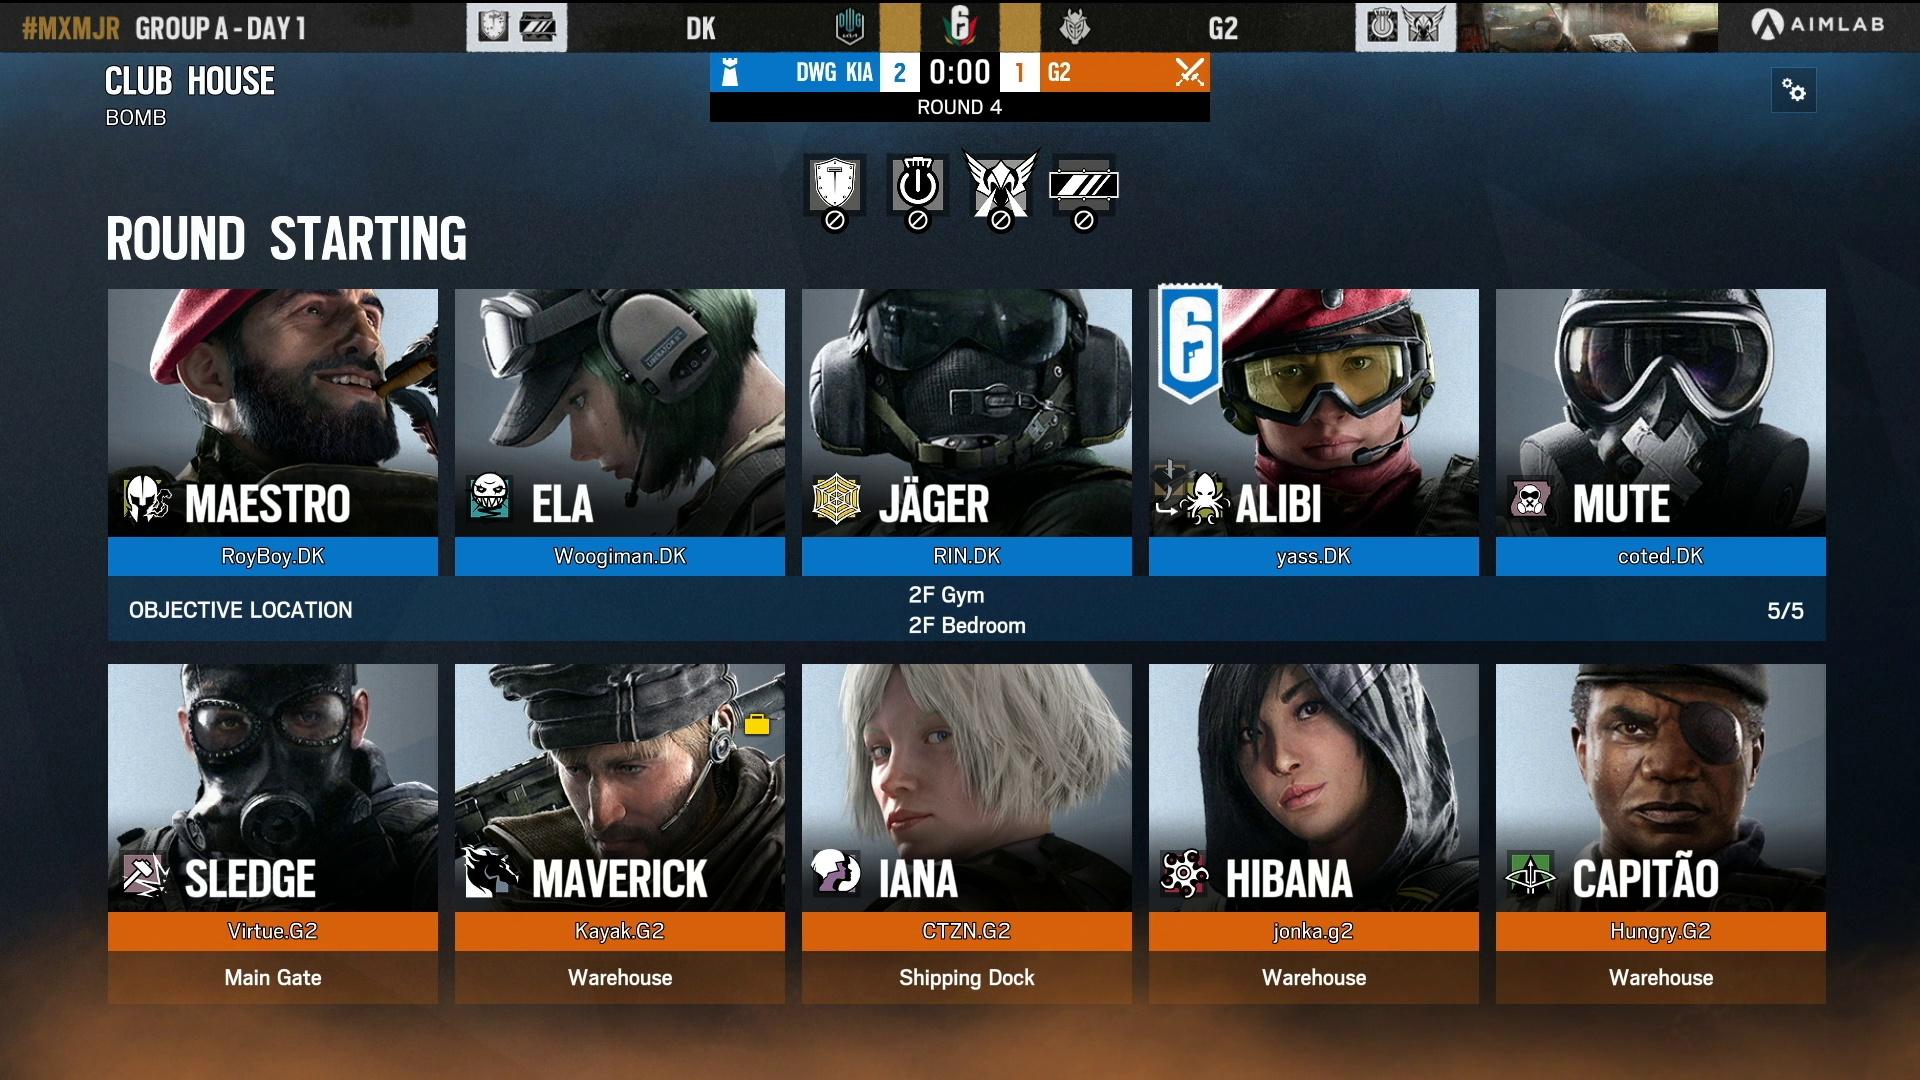 #MXMJR GROUP A - DAY 1
DK
G2
AIMLAB
CLUB HOUSE
BOMB
DWG KIA 2 0:00 1 G2
ROUND 4
ROUND STARTING
MAESTRO
ELA
JÄGER
ALIBI
MUTE
RoyBoy.DK
Woogiman.DK
RIN.DK
yass.DK
coted.DK
OBJECTIVE LOCATION
2F Gym
2F Bedroom
5/5
SLEDGE
MAVERICK
IANA
HIBANA
CAPITÃO
Virtue.G2
Kayak.G2
CTZN.G2
jonka.g2
Hungry.G2
Main Gate
Warehouse
Shipping Dock
Warehouse
Warehouse